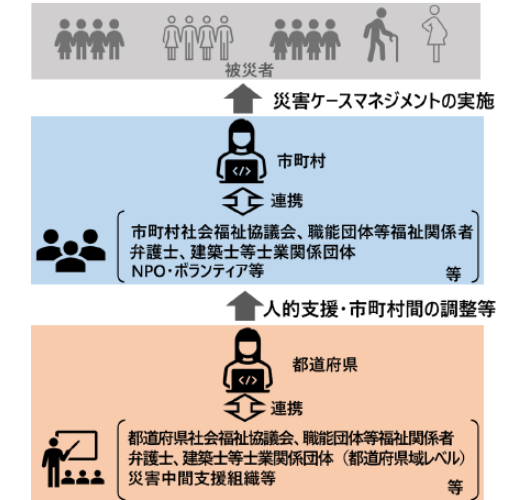 被災者
災害ケースマネジメントの実施
市町村
連携
市町村社会福祉協議会、職能団体等福祉関係者
弁護士、建築士等士業関係団体
NPO・ボランティア等
等
人的支援・市町村間の調整等
都道府県
連携
都道府県社会福祉協議会、職能団体等福祉関係者
弁護士、建築士等士業関係団体（都道府県域レベル）
災害中間支援組織等
等